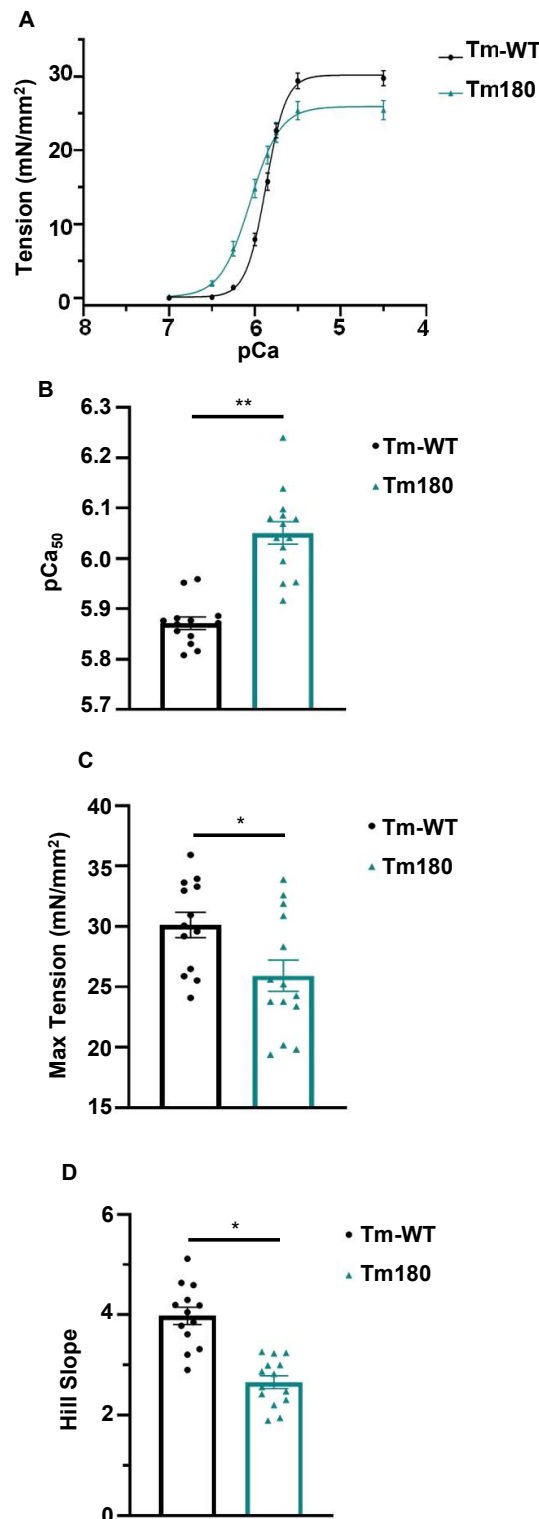 A
Tension (mN/mm²)
30
20
10
0
8 7 6 5 4
pCa
Tm-WT
Tm180
B
**
pCa₅₀
6.3
6.2
6.1
6.0
5.9
5.8
5.7
Tm-WT
Tm180
C
*
Max Tension (mN/mm²)
40
35
30
25
20
15
Tm-WT
Tm180
D
*
Hill Slope
6
4
2
0
Tm-WT
Tm180